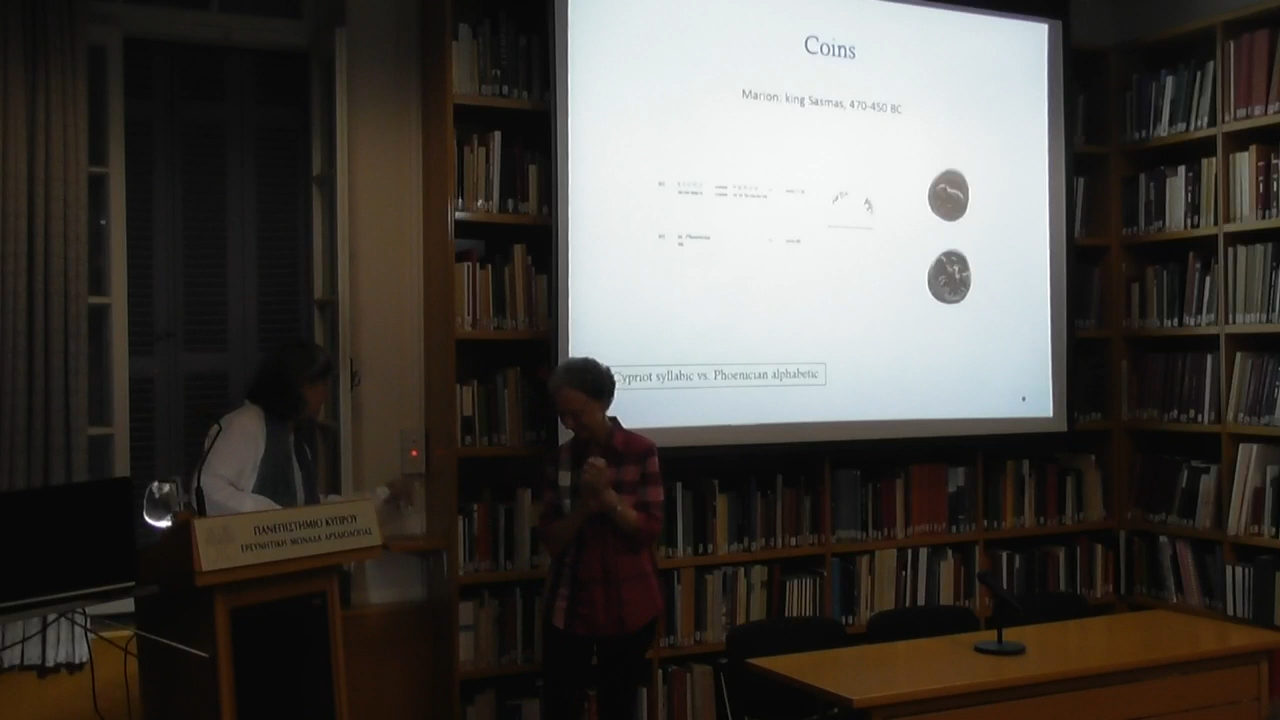 Coins
Marion: king Sasmas, 470-450 BC
Cypriot syllabic vs. Phoenician alphabetic
ΠΑΝΕΠΙΣΤΗΜΙΟ ΚΥΠΡΟΥ
ΕΡΕΥΝΗΤΙΚΗ ΜΟΝΑΔΑ ΑΡΧΑΙΟΛΟΓΙΑΣ